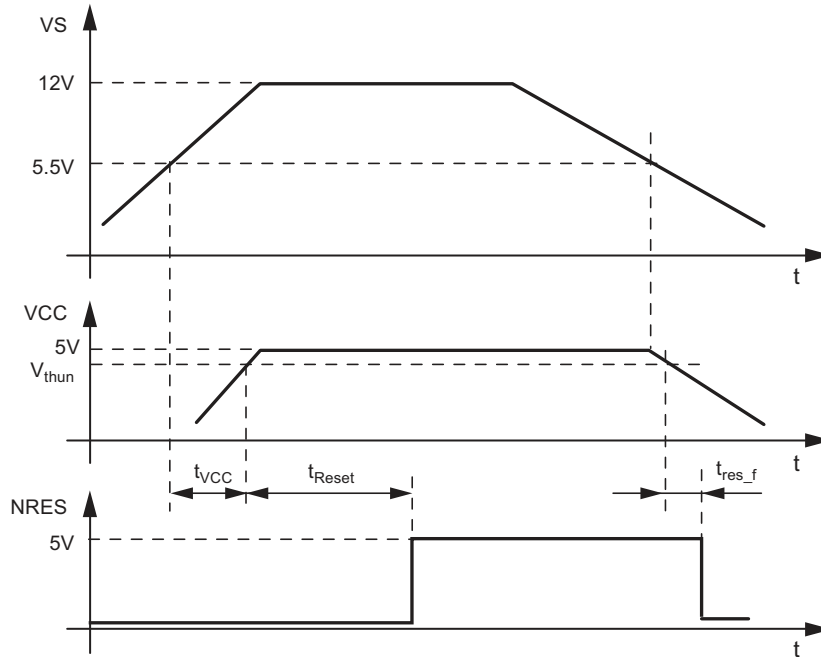 VS
12V
5.5V
t
VCC
5V
Vthun
t
tVCC
tReset
tres_f
NRES
5V
t